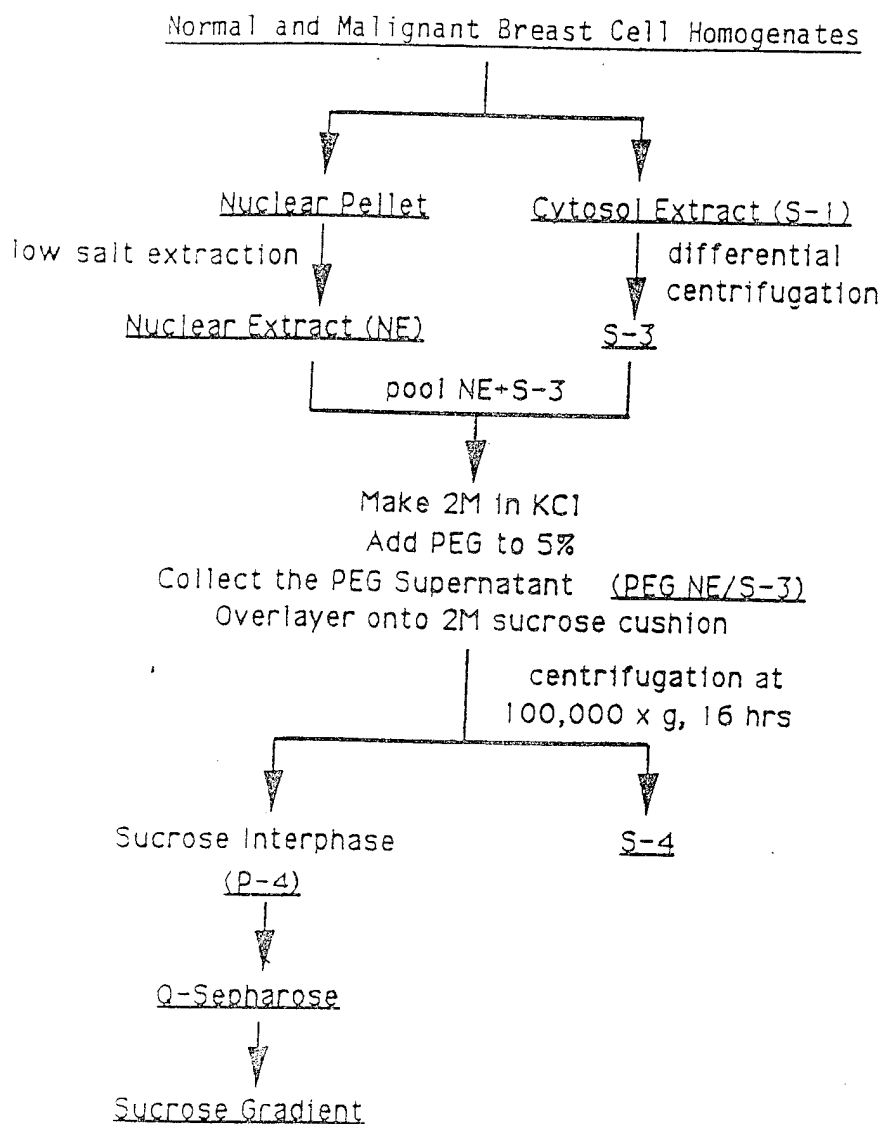 Normal and Malignant Breast Cell Homogenates
Nuclear Pellet
Cytosol Extract (S-1)
low salt extraction
differential
centrifugation
Nuclear Extract (NE)
S-3
pool NE+S-3
Make 2M in KCl
Add PEG to 5%
Collect the PEG Supernatant (PEG NE/S-3)
Overlayer onto 2M sucrose cushion
centrifugation at
100,000 x g, 16 hrs
Sucrose Interphase
(P-4)
S-4
Q-Sepharose
Sucrose Gradient